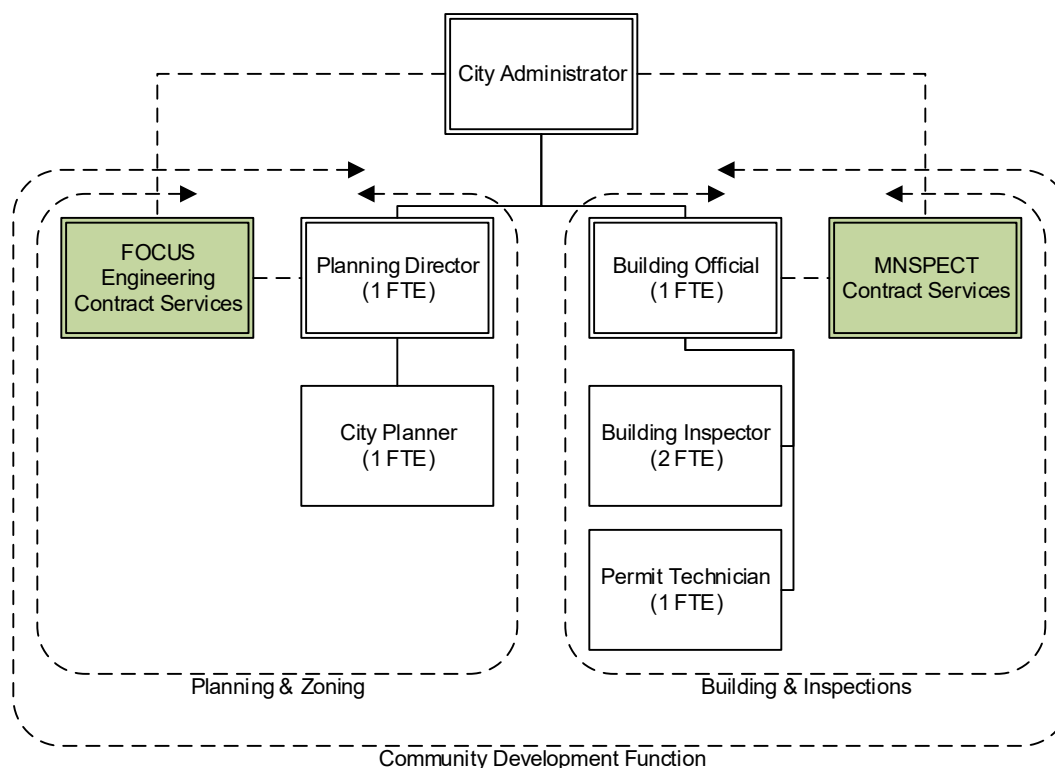 City Administrator
FOCUS
Engineering
Contract Services
Planning Director
(1 FTE)
Building Official
(1 FTE)
MNSPECT
Contract Services
City Planner
(1 FTE)
Building Inspector
(2 FTE)
Permit Technician
(1 FTE)
Planning & Zoning
Building & Inspections
Community Development Function